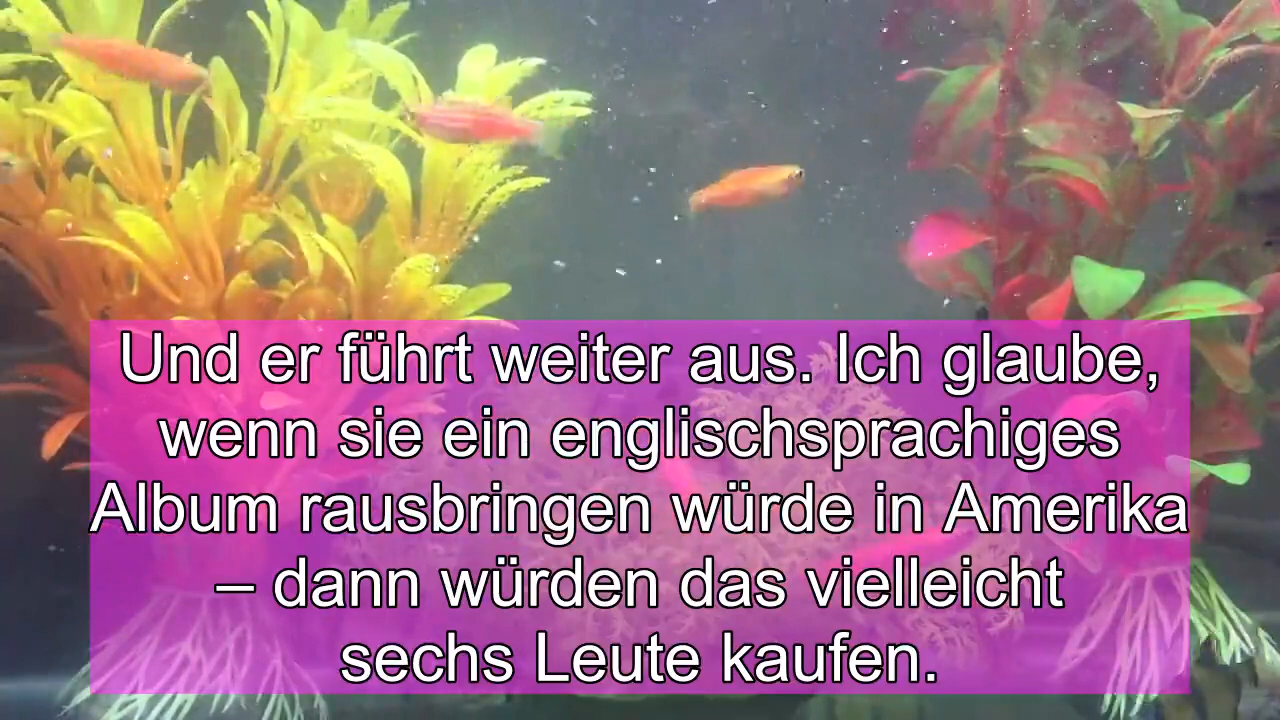 Und er führt weiter aus. Ich glaube,
wenn sie ein englischsprachiges
Album rausbringen würde in Amerika
– dann würden das vielleicht
sechs Leute kaufen.